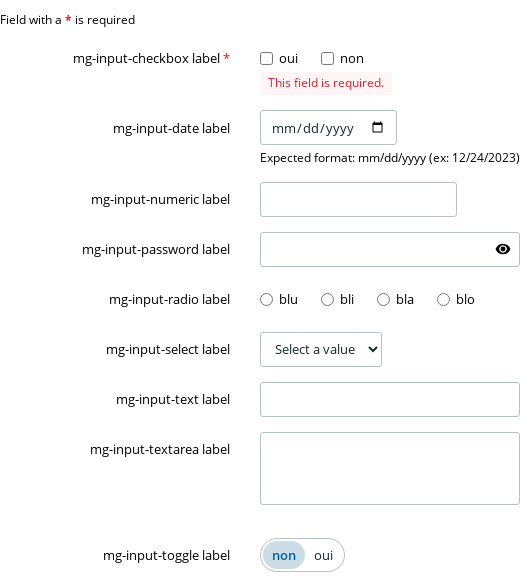 Field with a * is required
mg-input-checkbox label * oui non
This field is required.
mg-input-date label mm/dd/yyyy
Expected format: mm/dd/yyyy (ex: 12/24/2023)
mg-input-numeric label
mg-input-password label
mg-input-radio label blu bli bla blo
mg-input-select label Select a value
mg-input-text label
mg-input-textarea label
mg-input-toggle label non oui